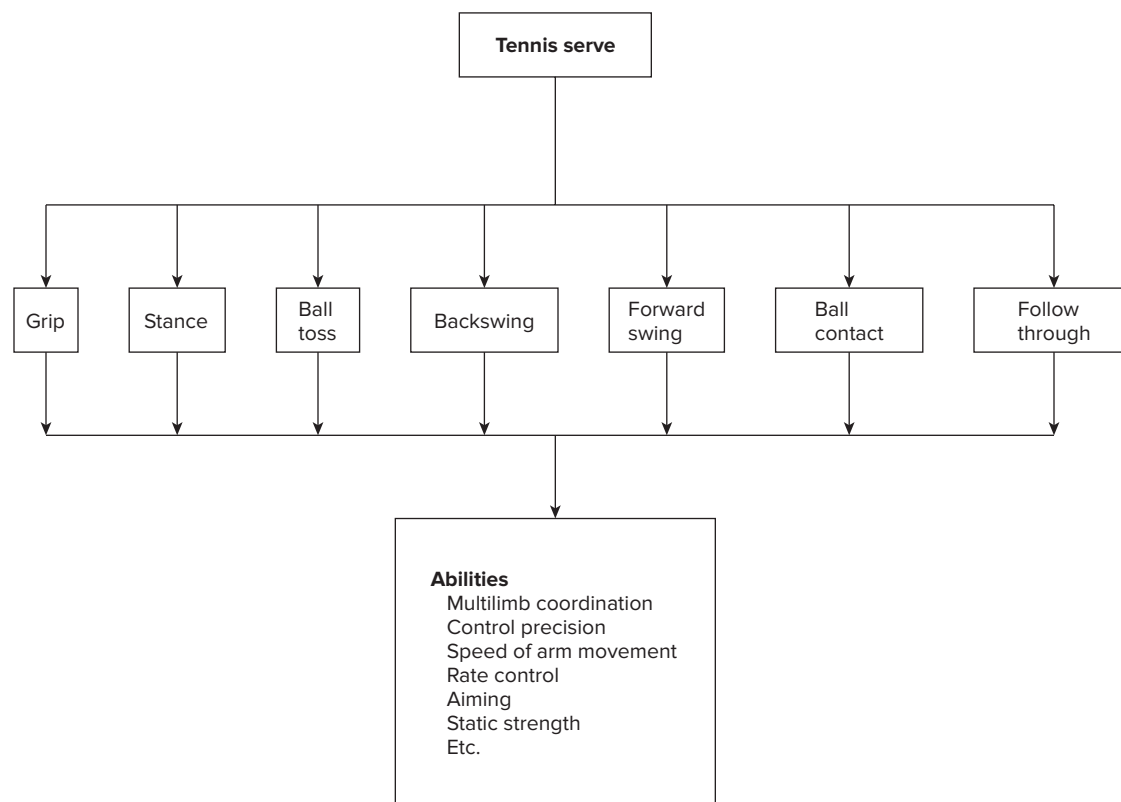 Tennis serve
Grip
Stance
Ball
toss
Backswing
Forward
swing
Ball
contact
Follow
through
Abilities
Multilimb coordination
Control precision
Speed of arm movement
Rate control
Aiming
Static strength
Etc.